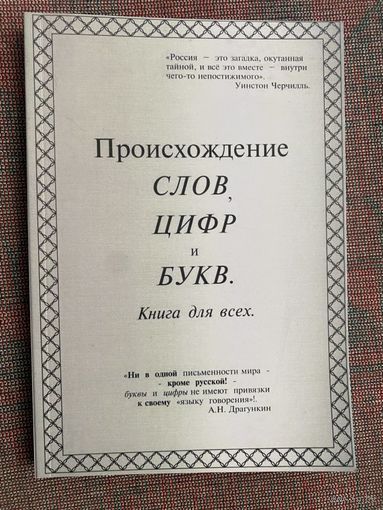 «Россия – это загадка, окутанная
тайной, и всё это вместе – внутри
чего-то непостижимого».
Уинстон Черчилль.
Происхождение
СЛОВ,
ЦИФР
и
БУКВ.
Книга для всех.
«Ни в одной письменности мира -
- кроме русской! -
буквы и цифры не имеют привязки
к своему «языку говорения»!.
А.Н. Драгункин